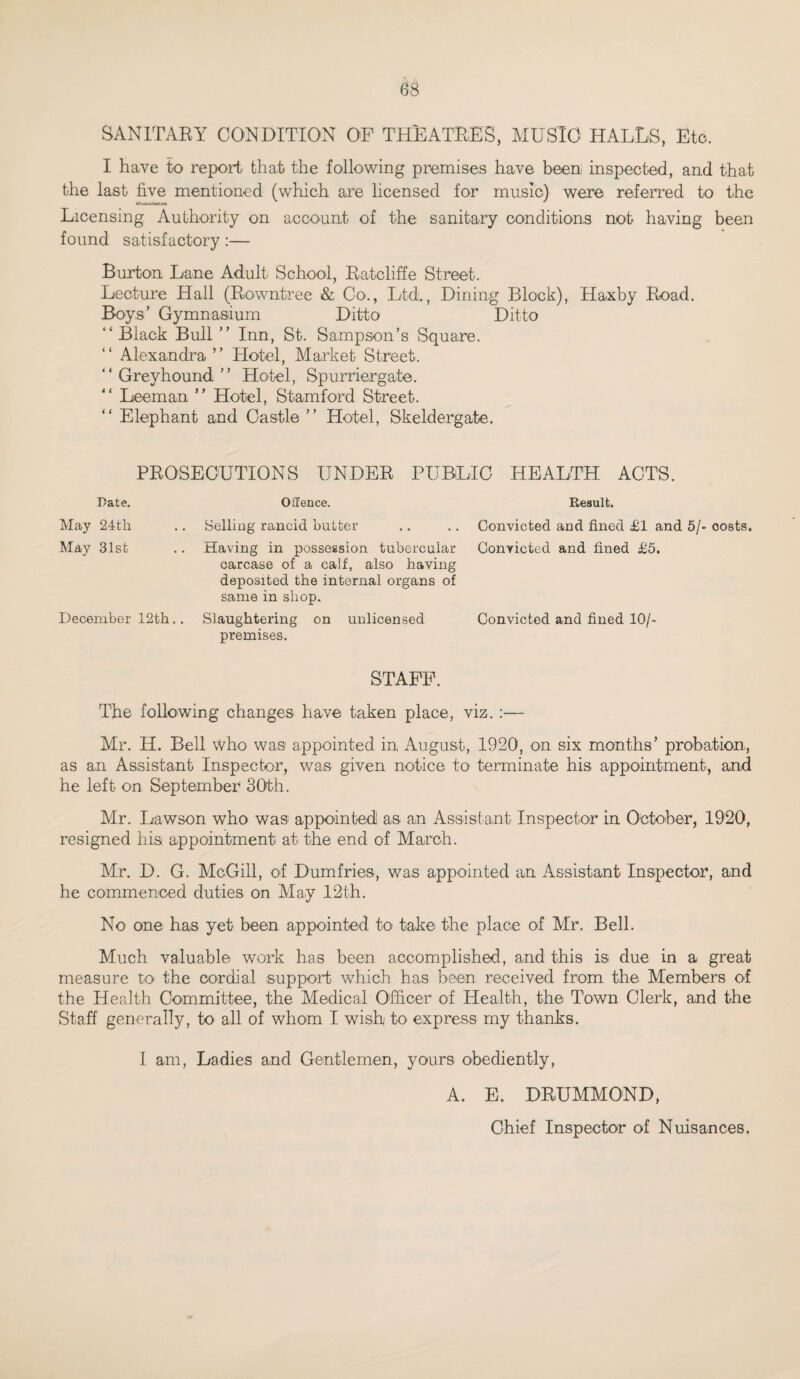 68
SANITARY CONDITION OF THEATRES, MUSIC HALLS, Etc.
I have to report that the following premises have been inspected, and that
the last five mentioned (which are licensed for music) were referred to the
Licensing Authority on account of the sanitary conditions not having been
found satisfactory :—
Burton Lane Adult School, Ratcliffe Street.
Lecture Hall (Rowntree & Co., Ltd., Dining Block), Haxby Road.
Boys' Gymnasium Ditto Ditto
“ Black Bull ” Inn, St. Sampson's Square.
“ Alexandra ” Hotel, Market Street.
“ Greyhound ” Hotel, Spurriergate.
“ Leeman ” Hotel, Stamford Street.
“ Elephant and Castle ” Hotel, Skeldergate.
PROSECUTIONS UNDER PUBLIC HEALTH ACTS.
Date. Offence. Result.
May 24th .. Selling rancid butter .. .. Convicted and fined £1 and 5/- costs.
May 31st .. Having in possession tubercular Convicted and fined £5.
carcase of a calf, also having
deposited the internal organs of
same in shop.
December 12th.. Slaughtering on unlicensed Convicted and fined 10/-
premises.
STAFF.
The following changes have taken place, viz. :—
Mr. H. Bell who was appointed in August, 1920, on six months' probation,
as an Assistant Inspector, was given notice to terminate his appointment, and
he left on September 30th.
Mr. Lawson who was appointed as an Assistant Inspector in October, 1920,
resigned his appointment at the end of March.
Mr. D. G. McGill, of Dumfries, was appointed an Assistant Inspector, and
he commenced duties on May 12th.
No one has yet been appointed to take the place of Mr. Bell.
Much valuable work has been accomplished, and this is due in a great
measure to the cordial support which has been received from the Members of
the Health Committee, the Medical Officer of Health, the Town Clerk, and the
Staff generally, to all of whom I wish to express my thanks.
I am, Ladies and Gentlemen, yours obediently,
A. E. DRUMMOND,
Chief Inspector of Nuisances.